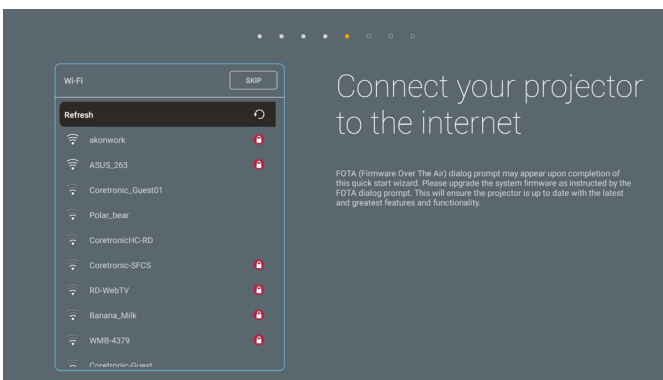 Wi-Fi
SKIP
Refresh
akonwork
ASUS_263
Coretronic_Guest01
Polar_bear
CoretronicHC-RD
Coretronic-SFCS
RD-WebTV
Banana_Milk
WMB-4379
Coretronic-Guest
Connect your projector
to the internet
FOTA (Firmware Over The Air) dialog prompt may appear upon completion of
this quick start wizard. Please upgrade the system firmware as instructed by the
FOTA dialog prompt. This will ensure the projector is up to date with the latest
and greatest features and functionality.